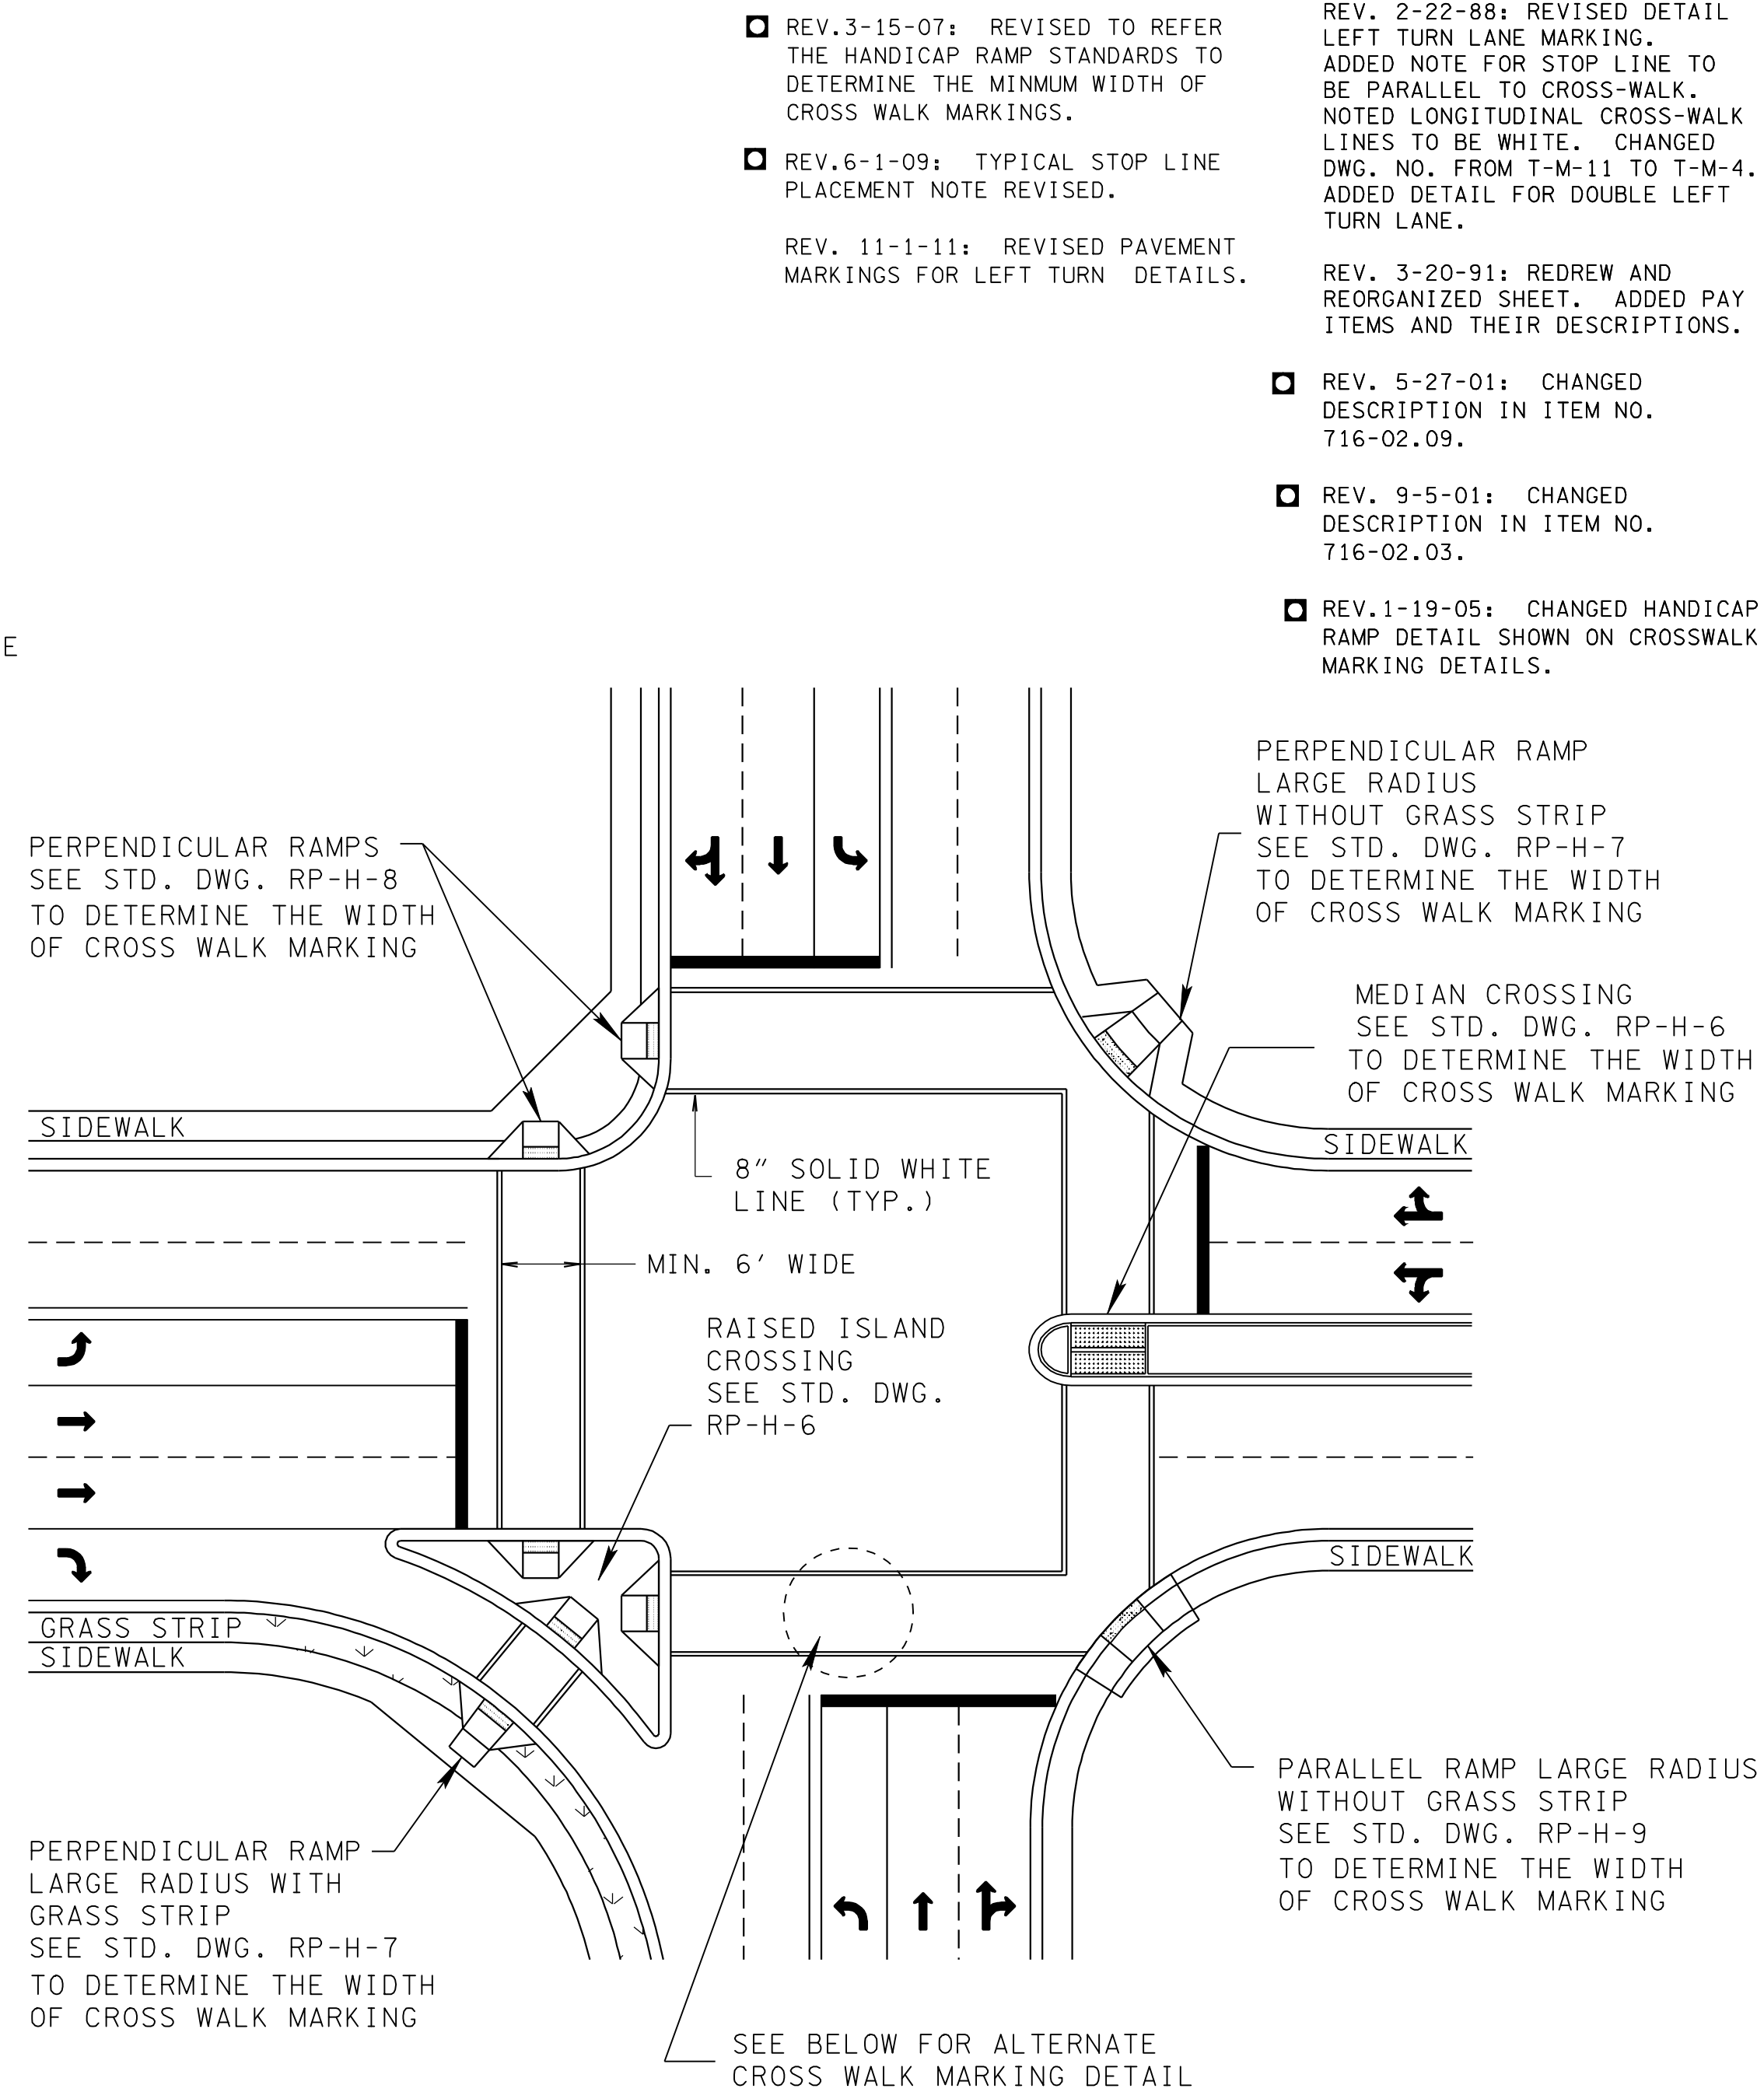 REV.3-15-07: REVISED TO REFER
THE HANDICAP RAMP STANDARDS TO
DETERMINE THE MINMUM WIDTH OF
CROSS WALK MARKINGS.
REV.6-1-09: TYPICAL STOP LINE
PLACEMENT NOTE REVISED.
REV. 11-1-11: REVISED PAVEMENT
MARKINGS FOR LEFT TURN DETAILS.
REV. 2-22-88: REVISED DETAIL
LEFT TURN LANE MARKING.
ADDED NOTE FOR STOP LINE TO
BE PARALLEL TO CROSS-WALK.
NOTED LONGITUDINAL CROSS-WALK
LINES TO BE WHITE. CHANGED
DWG. NO. FROM T-M-11 TO T-M-4.
ADDED DETAIL FOR DOUBLE LEFT
TURN LANE.
REV. 3-20-91: REDREW AND
REORGANIZED SHEET. ADDED PAY
ITEMS AND THEIR DESCRIPTIONS.
REV. 5-27-01: CHANGED
DESCRIPTION IN ITEM NO.
716-02.09.
REV. 9-5-01: CHANGED
DESCRIPTION IN ITEM NO.
716-02.03.
REV.1-19-05: CHANGED HANDICAP
RAMP DETAIL SHOWN ON CROSSWALK
MARKING DETAILS.
E
PERPENDICULAR RAMPS
SEE STD. DWG. RP-H-8
TO DETERMINE THE WIDTH
OF CROSS WALK MARKING
PERPENDICULAR RAMP
LARGE RADIUS
WITHOUT GRASS STRIP
SEE STD. DWG. RP-H-7
TO DETERMINE THE WIDTH
OF CROSS WALK MARKING
MEDIAN CROSSING
SEE STD. DWG. RP-H-6
TO DETERMINE THE WIDTH
OF CROSS WALK MARKING
SIDEWALK
SIDEWALK
8" SOLID WHITE
LINE (TYP.)
MIN. 6' WIDE
RAISED ISLAND
CROSSING
SEE STD. DWG.
RP-H-6
SIDEWALK
GRASS STRIP
SIDEWALK
PERPENDICULAR RAMP
LARGE RADIUS WITH
GRASS STRIP
SEE STD. DWG. RP-H-7
TO DETERMINE THE WIDTH
OF CROSS WALK MARKING
PARALLEL RAMP LARGE RADIUS
WITHOUT GRASS STRIP
SEE STD. DWG. RP-H-9
TO DETERMINE THE WIDTH
OF CROSS WALK MARKING
SEE BELOW FOR ALTERNATE
CROSS WALK MARKING DETAIL